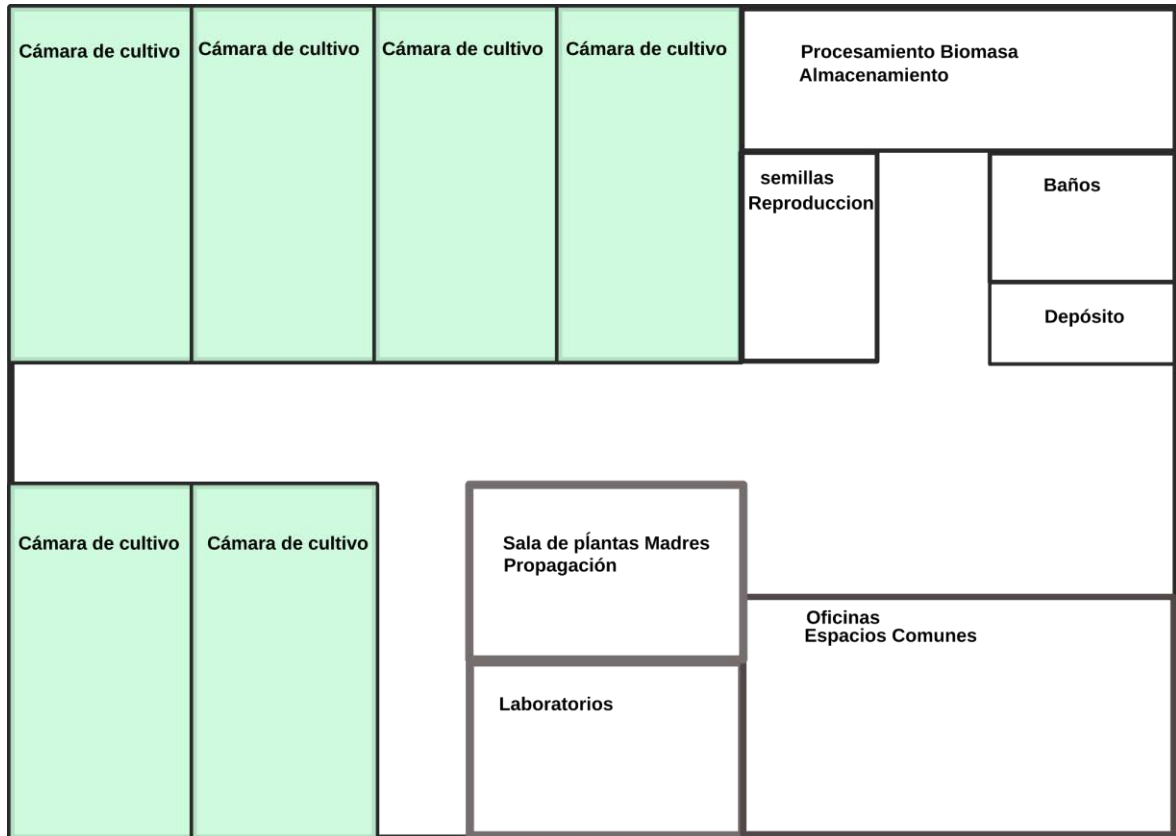 Cámara de cultivo
Cámara de cultivo
Cámara de cultivo
Cámara de cultivo
Procesamiento Biomasa
Almacenamiento
semillas
Reproduccion
Baños
Depósito
Cámara de cultivo
Cámara de cultivo
Sala de pĺantas Madres
Propagación
Oficinas
Espacios Comunes
Laboratorios